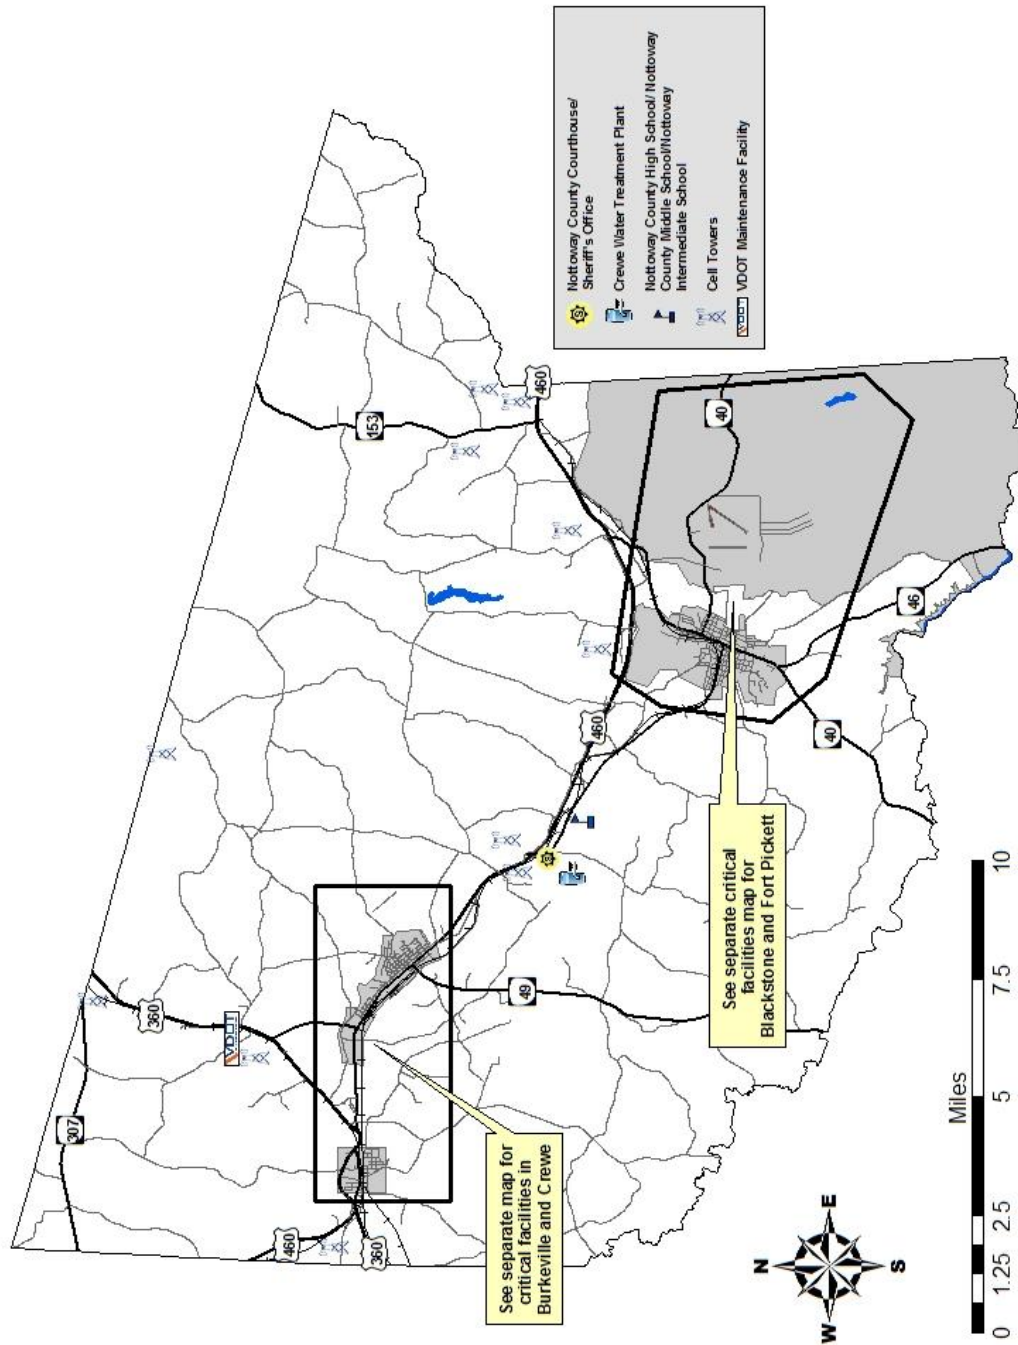 307
360
VDOT
460
360
See separate map for
critical facilities in
Burkeville and Crewe
49
153
460
460
17
40
46
40
See separate critical
facilities map for
Blackstone and Fort Pickett
Nottoway County Courthouse/
Sheriff's Office
Crewe Water Treatment Plant
Nottoway County High School/ Nottoway
County Middle School/Nottoway
Intermediate School
Cell Towers
VDOT VDOT Maintenance Facility
N
W E
S
Miles
0 1.25 2.5 5 7.5 10